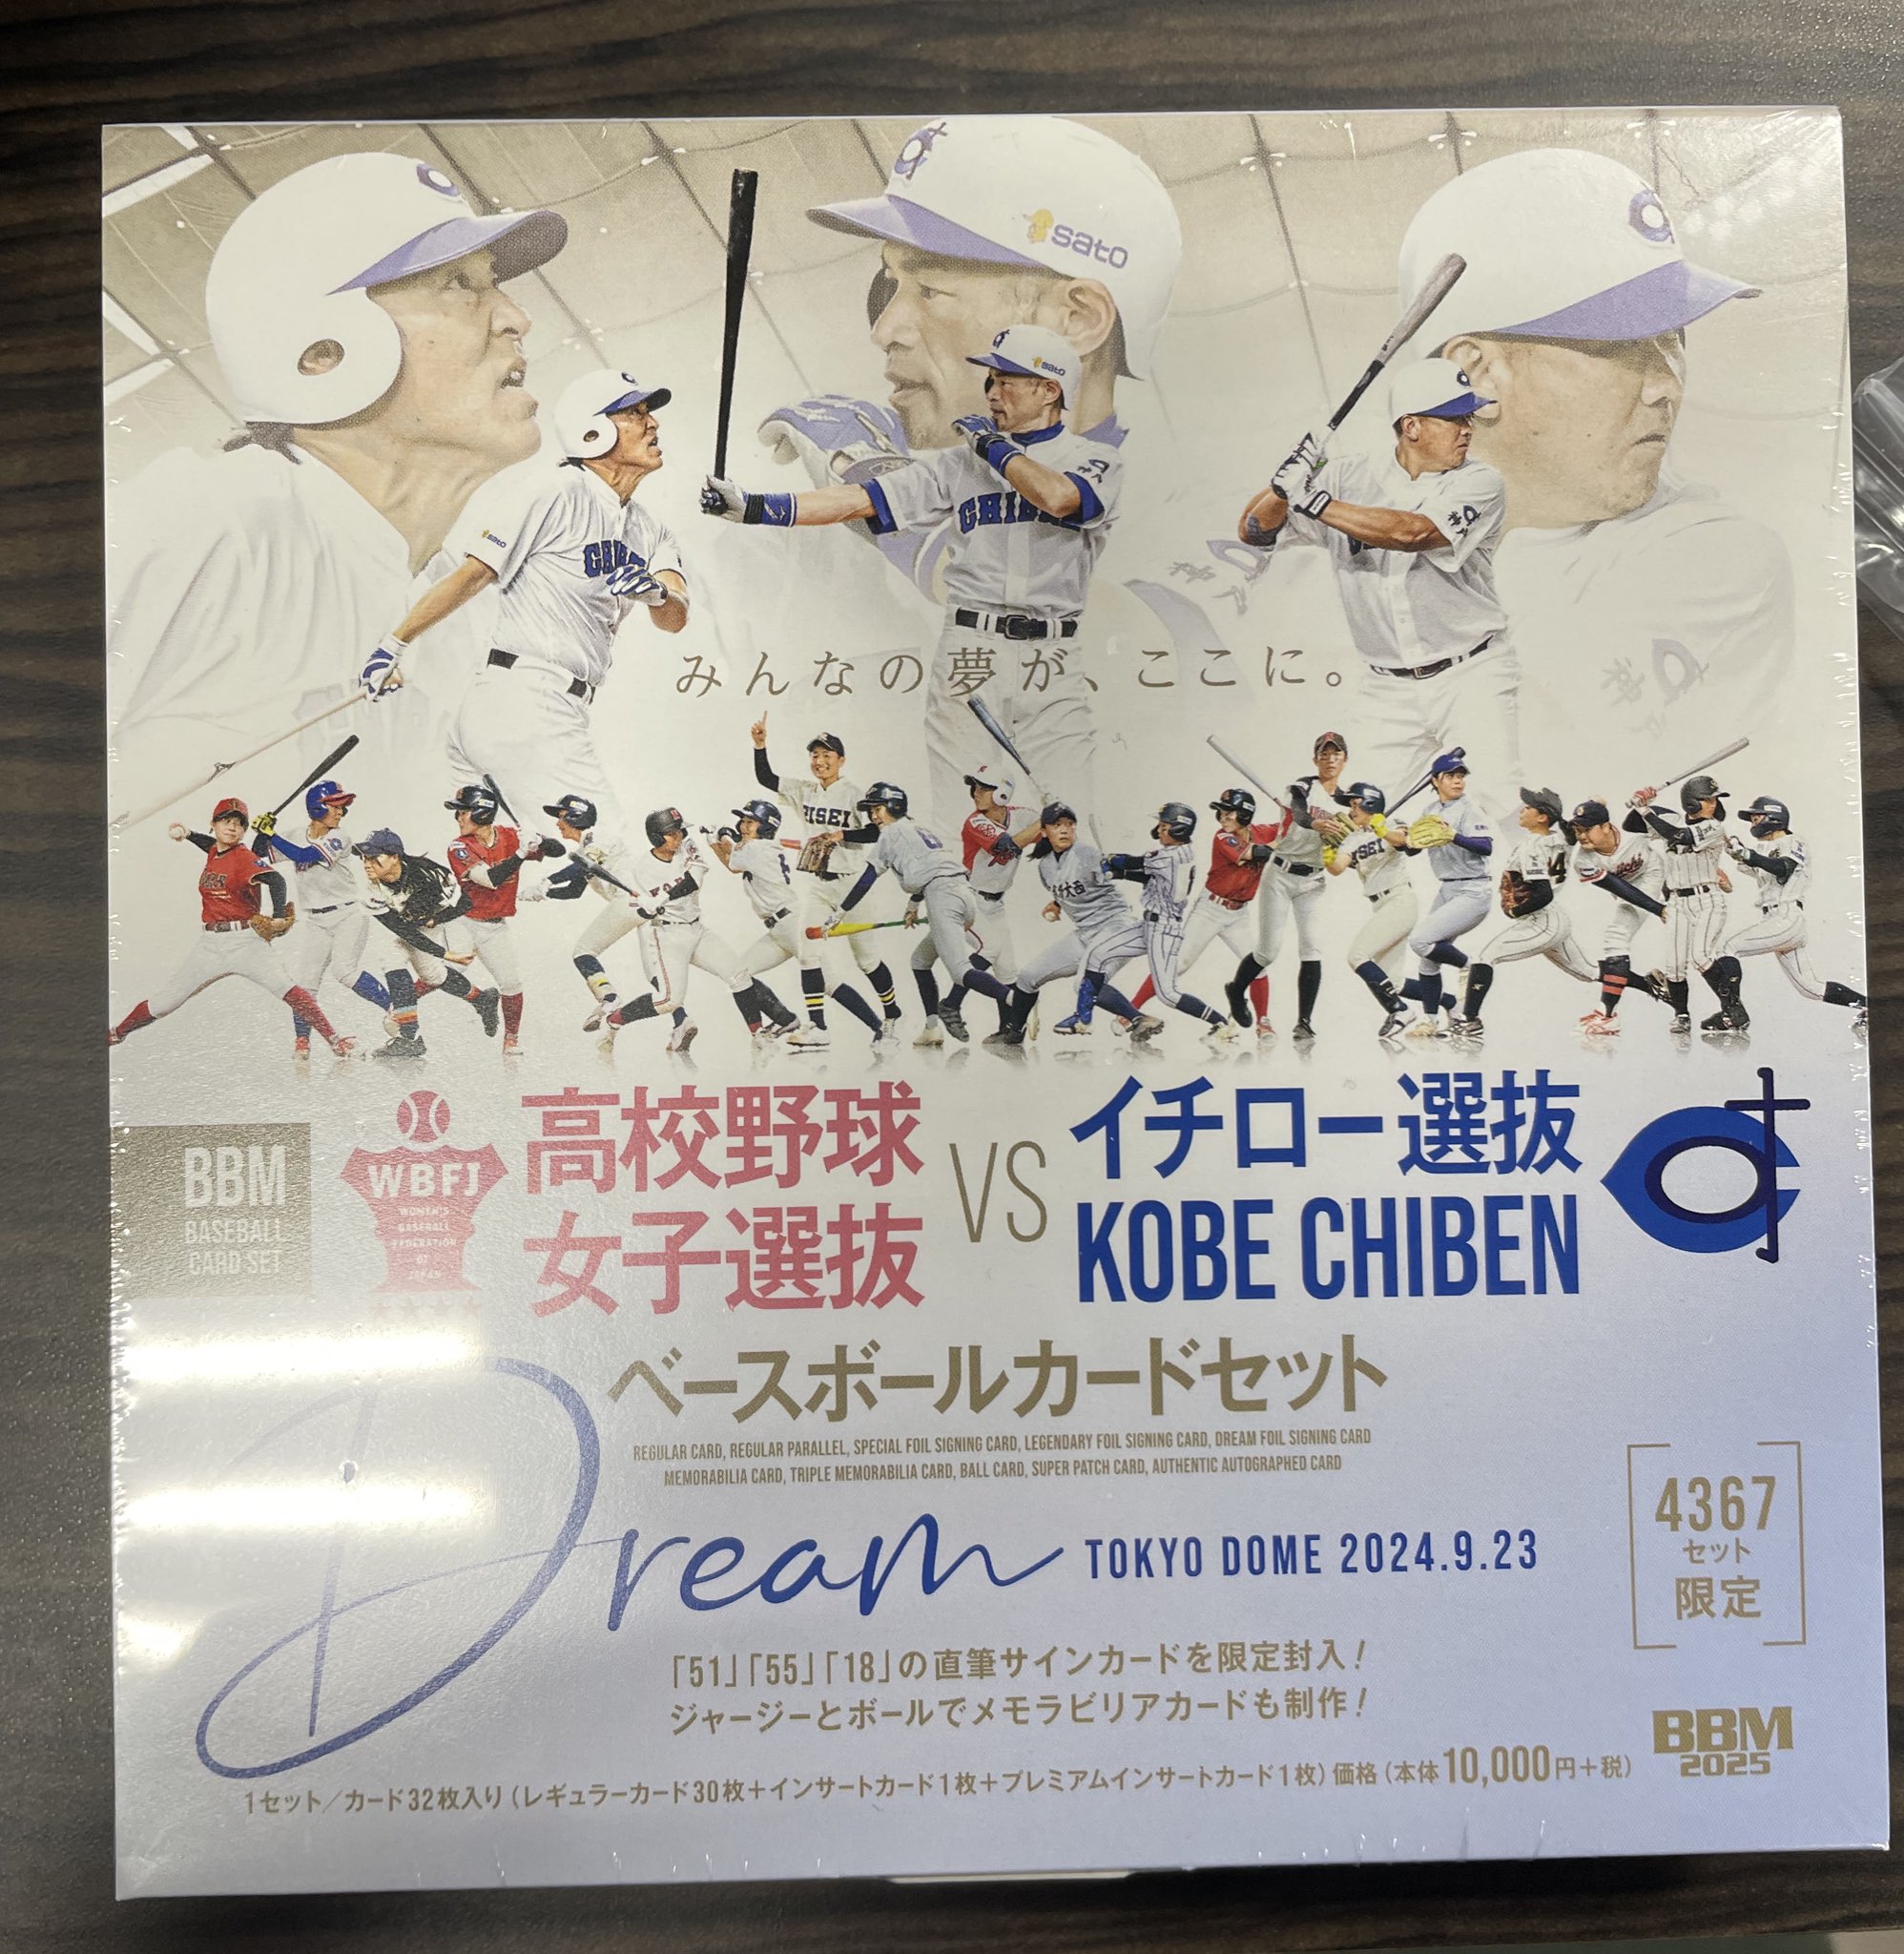 sato
sato
sato
CHIBEN
みんなの夢が、ここに。
HISEI
BBM
BASEBALL
CARD SET
WBFJ
WOMEN'S
BASEBALL
FEDERATION
OF
JAPAN
高校野球
女子選抜
VS
イチロー選抜
KOBE CHIBEN
ベースボールカードセット
REGULAR CARD, REGULAR PARALLEL, SPECIAL FOIL SIGNING CARD, LEGENDARY FOIL SIGNING CARD, DREAM FOIL SIGNING CARD
MEMORABILIA CARD, TRIPLE MEMORABILIA CARD, BALL CARD, SUPER PATCH CARD, AUTHENTIC AUTOGRAPHED CARD
Dream
TOKYO DOME 2024.9.23
4367
セット
限定
「51」「55」「18」の直筆サインカードを限定封入！
ジャージーとボールでメモラビリアカードも制作！
BBM
2025
1セット／カード32枚入り（レギュラーカード30枚＋インサートカード1枚＋プレミアムインサートカード1枚）価格（本体10,000円＋税）